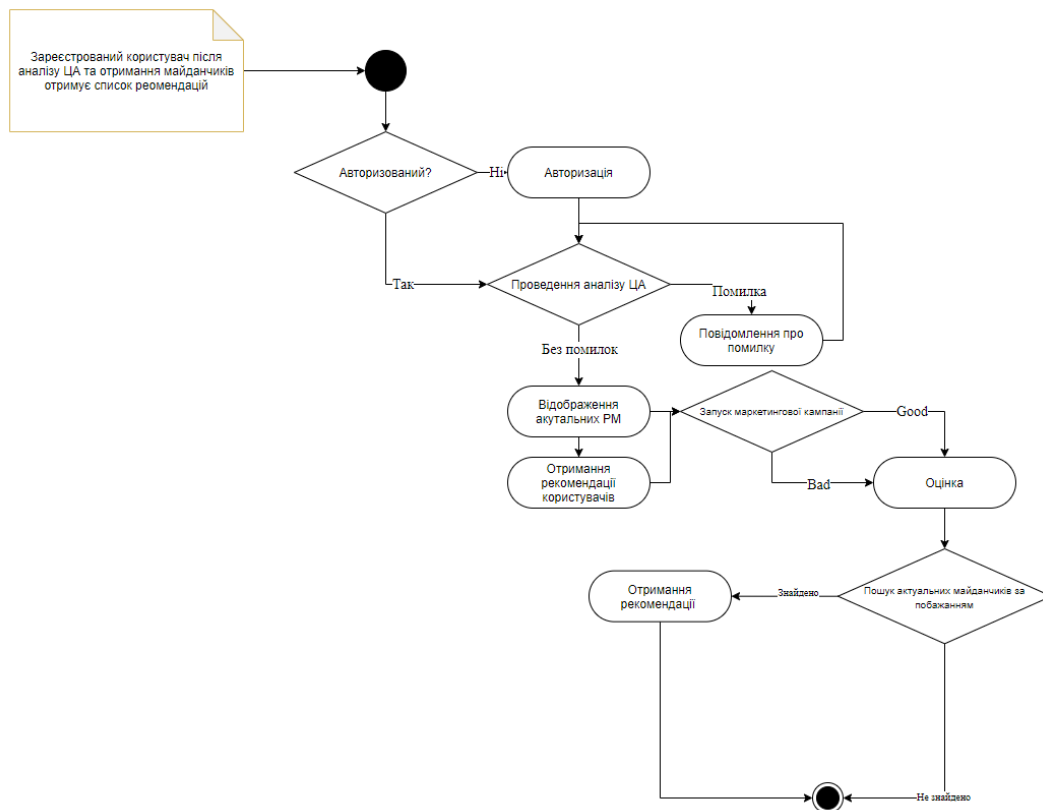 Зареєстрований користувач після
аналізу ЦА та отримання майданчиків
отримує список реомендацій
Авторизований?
Ні
Авторизація
Так
Проведення аналізу ЦА
Помилка
Повідомлення про
помилку
Без помилок
Відображення
акутальних РМ
Запуск маркетингової кампанії
Good
Отримання
рекомендації
користувачів
Bad
Оцінка
Пошук актуальних майданчиків за
побажанням
Знайдено
Отримання
рекомендації
Не знайдено